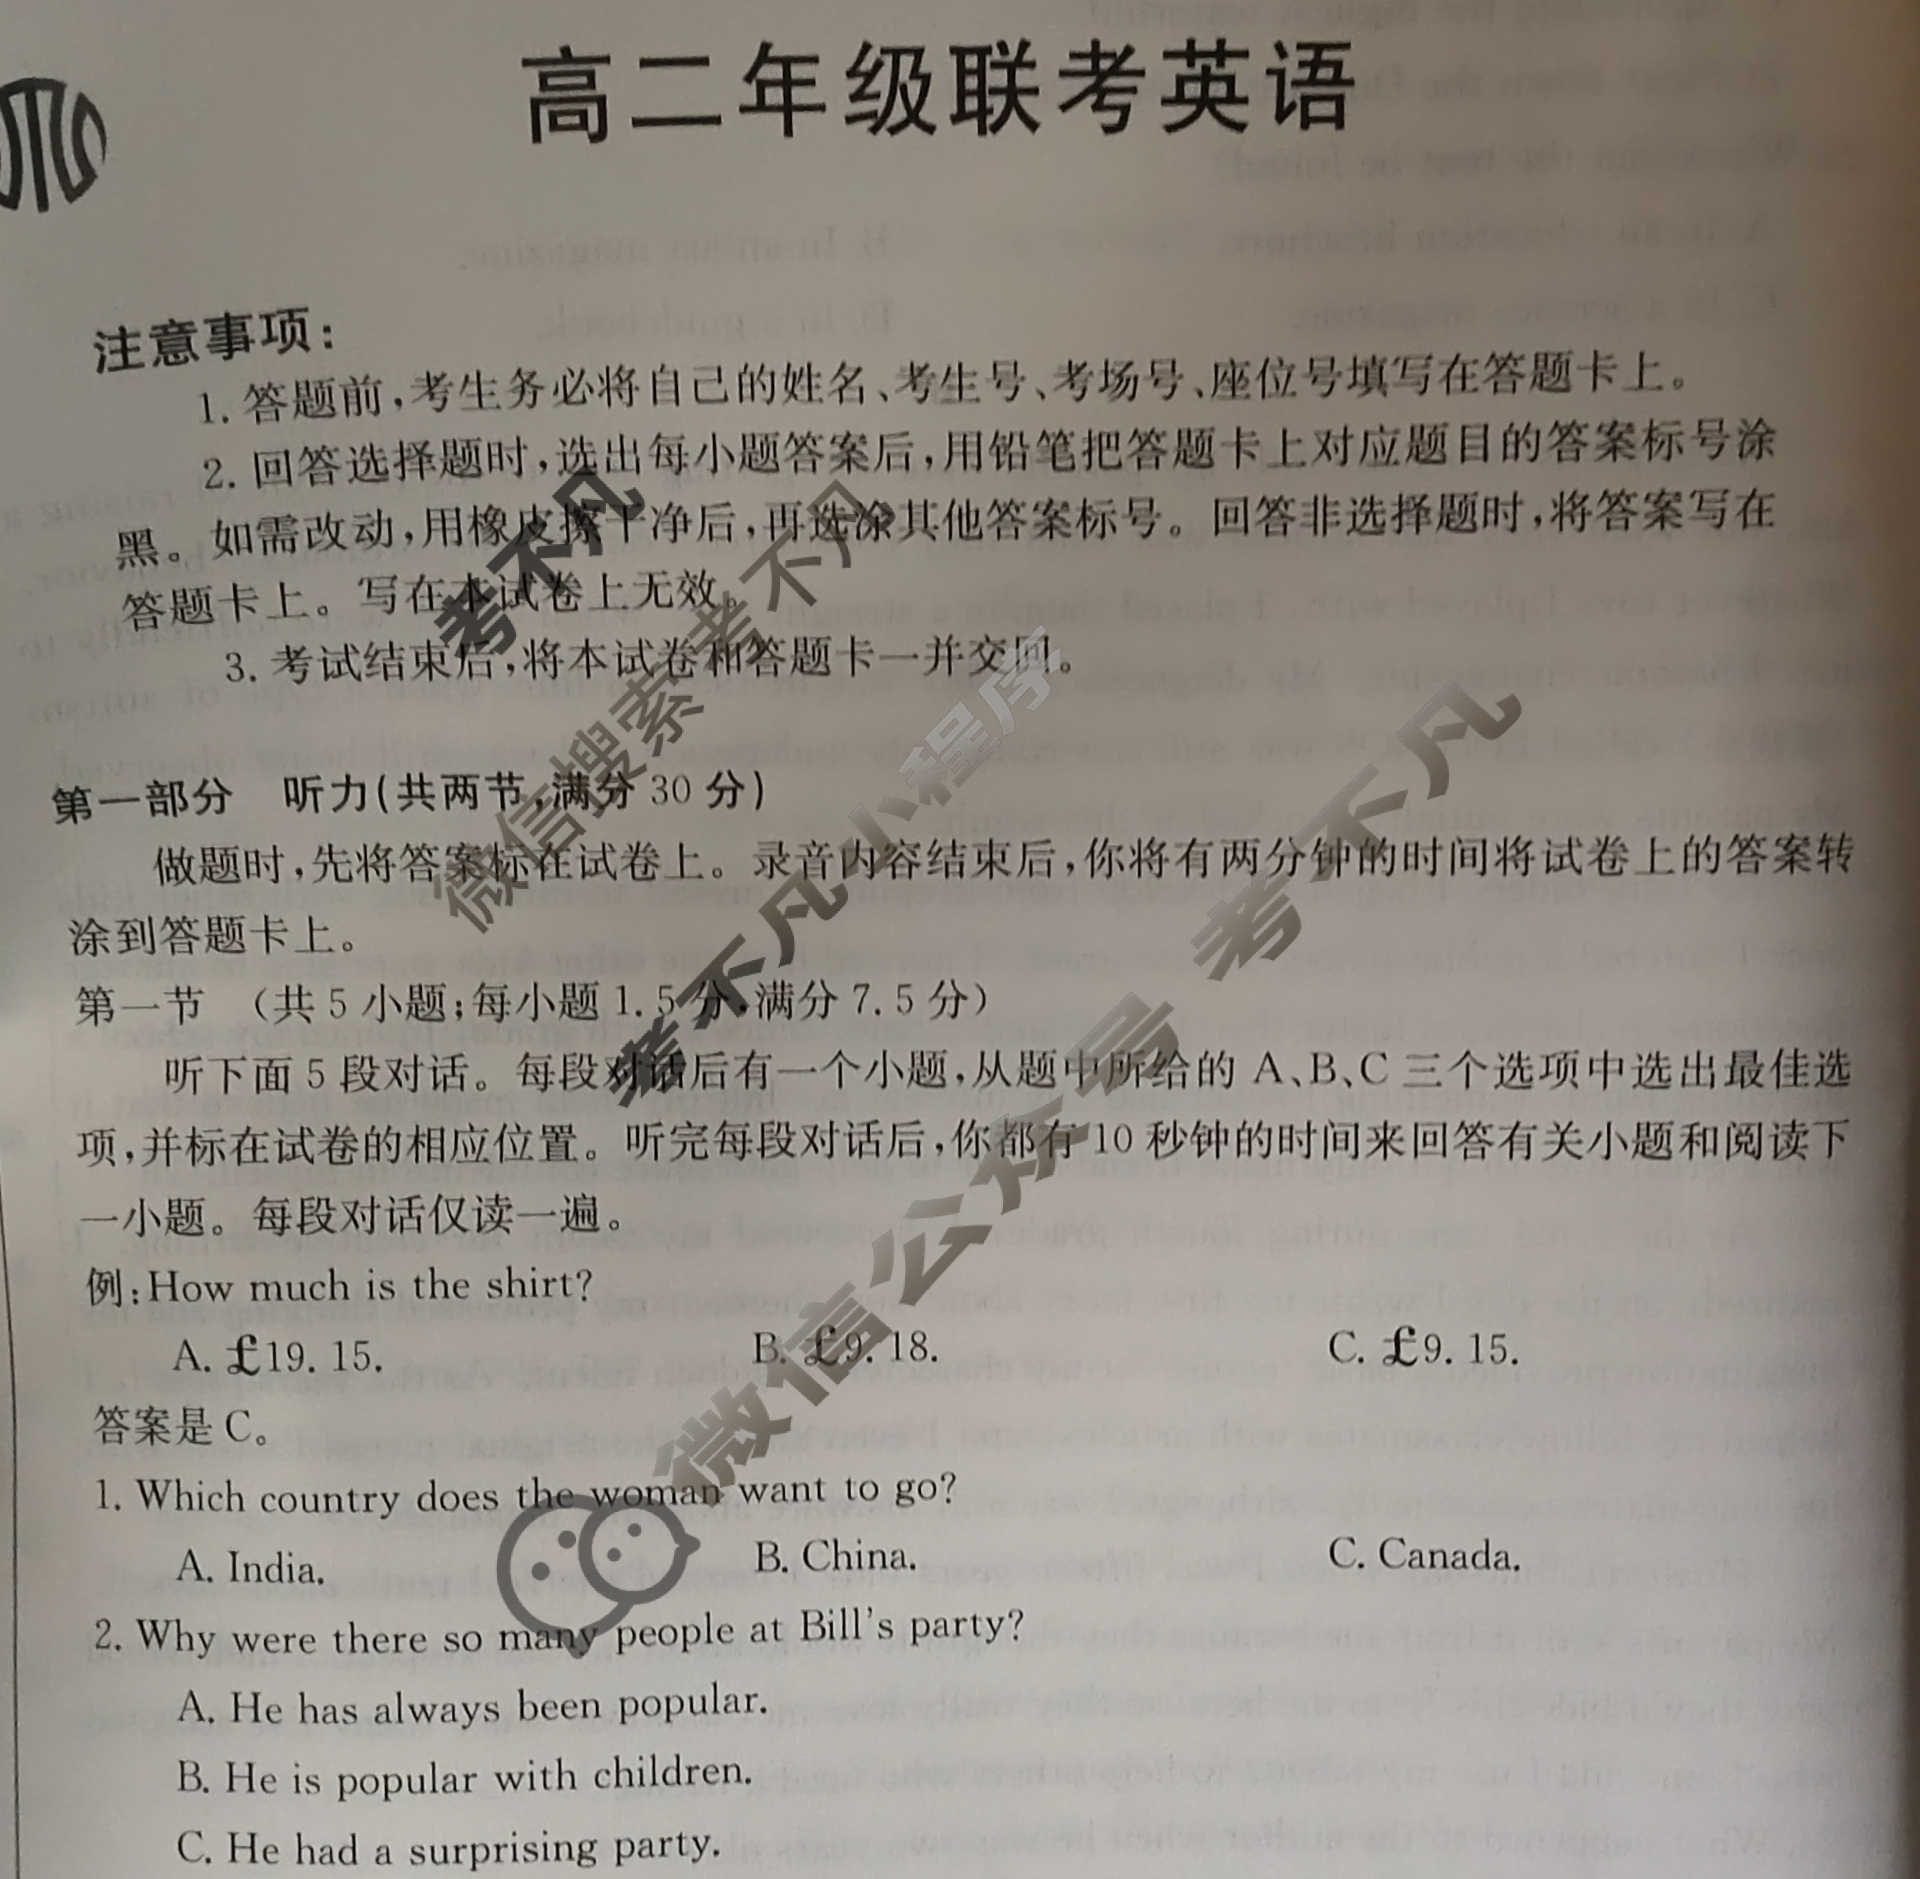 高二年级联考英语
注意事项：
1. 答题前,考生务必将自己的姓名、考生号、考场号、座位号填写在答题卡上。
2. 回答选择题时,选出每小题答案后,用铅笔把答题卡上对应题目的答案标号涂
黑。如需改动,用橡皮擦干净后,再选涂其他答案标号。回答非选择题时,将答案写在
答题卡上。写在本试卷上无效。
3. 考试结束后,将本试卷和答题卡一并交回。
考不凡
微信搜索 考不凡
考不凡小程序
微信公众号 考不凡
第一部分 听力(共两节,满分 30 分)
做题时,先将答案标在试卷上。录音内容结束后,你将有两分钟的时间将试卷上的答案转
涂到答题卡上。
第一节 (共 5 小题;每小题 1.5 分,满分 7.5 分)
听下面 5 段对话。每段对话后有一个小题,从题中所给的 A、B、C 三个选项中选出最佳选
项,并标在试卷的相应位置。听完每段对话后,你都有 10 秒钟的时间来回答有关小题和阅读下
一小题。每段对话仅读一遍。
例:How much is the shirt?
A. £19.15. B. £9.18. C. £9.15.
答案是 C。
1. Which country does the woman want to go?
A. India. B. China. C. Canada.
2. Why were there so many people at Bill's party?
A. He has always been popular.
B. He is popular with children.
C. He had a surprising party.